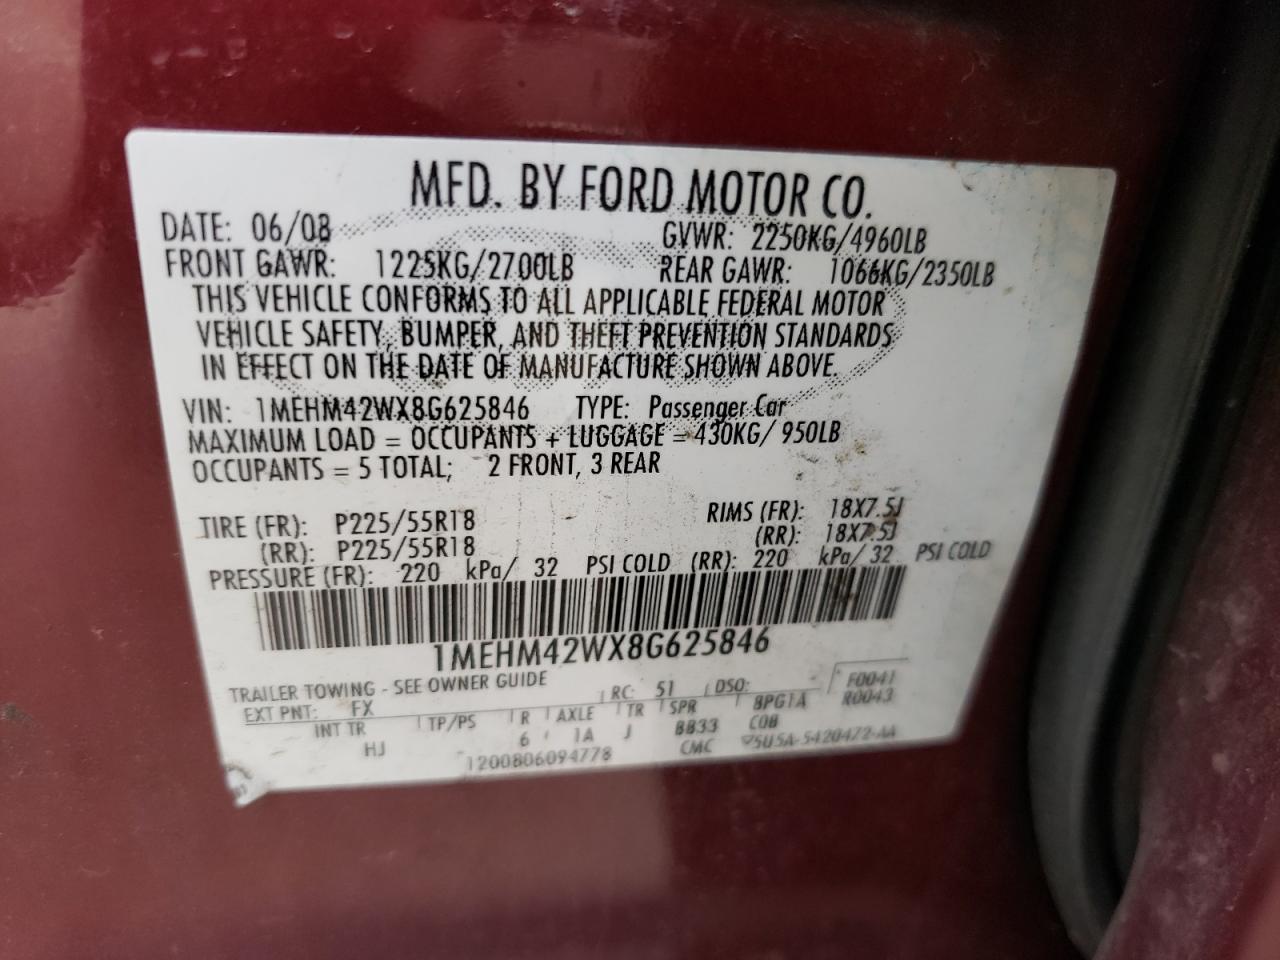 MFD. BY FORD MOTOR CO.
DATE: 06/08 GVWR: 2250KG/4960LB
FRONT GAWR: 1225KG/2700LB REAR GAWR: 1066KG/2350LB
THIS VEHICLE CONFORMS TO ALL APPLICABLE FEDERAL MOTOR
VEHICLE SAFETY, BUMPER, AND THEFT PREVENTION STANDARDS
IN EFFECT ON THE DATE OF MANUFACTURE SHOWN ABOVE.
VIN: 1MEHM42WX8G625846 TYPE: Passenger Car
MAXIMUM LOAD = OCCUPANTS + LUGGAGE = 430KG/ 950LB
OCCUPANTS = 5 TOTAL; 2 FRONT, 3 REAR
TIRE (FR): P225/55R18 RIMS (FR): 18X7.5J
(RR): P225/55R18 (RR): 18X7.5J
PRESSURE (FR): 220 kPa/ 32 PSI COLD (RR): 220 kPa/ 32 PSI COLD
1MEHM42WX8G625846
TRAILER TOWING - SEE OWNER GUIDE
EXT PNT: FX RC: 51 DSO: F0041
INT TR TP/PS R AXLE TR SPR BPG1A R0043
HJ 6 1A J BB33 COB
1200806094778 CMC 5U5A-5420472-AA